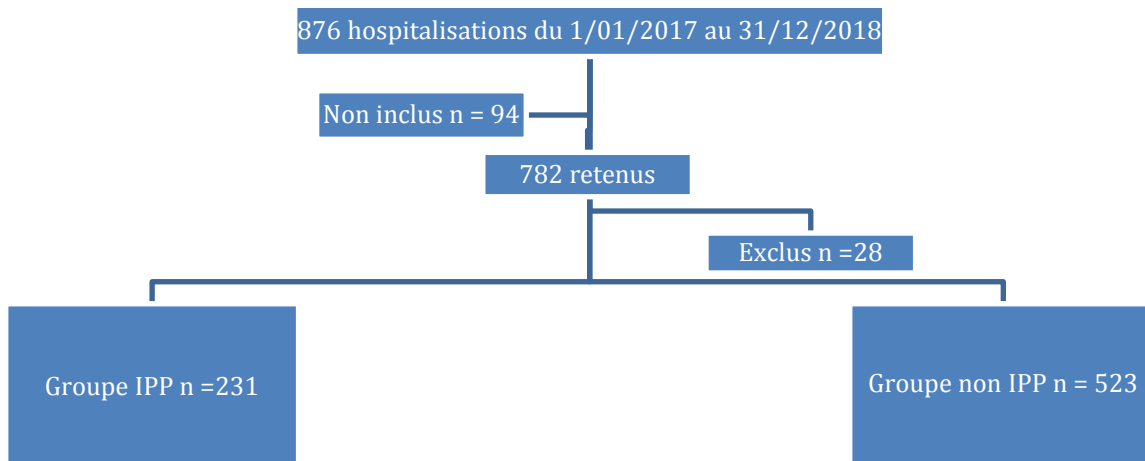 876 hospitalisations du 1/01/2017 au 31/12/2018
Non inclus n = 94
782 retenus
Exclus n =28
Groupe IPP n =231
Groupe non IPP n = 523